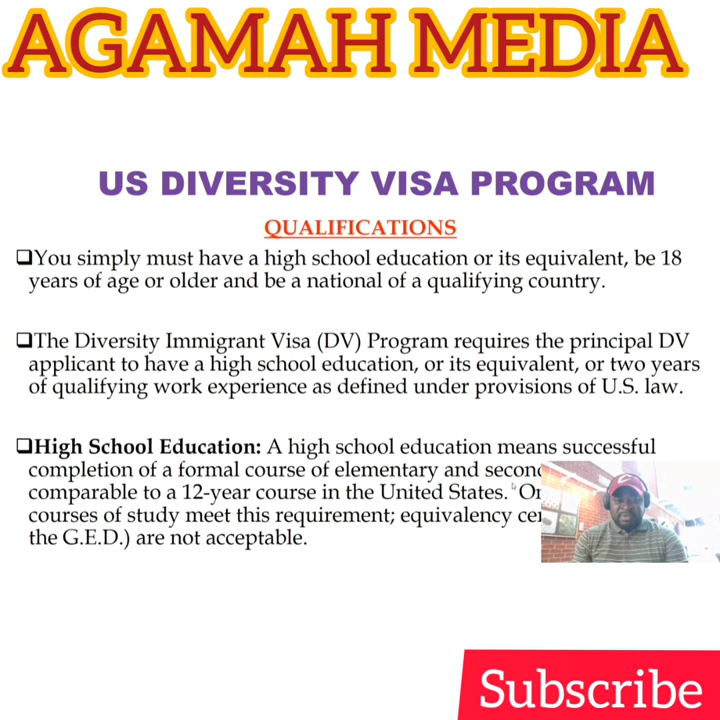 AGAMAH MEDIA
US DIVERSITY VISA PROGRAM
QUALIFICATIONS
❑You simply must have a high school education or its equivalent, be 18
years of age or older and be a national of a qualifying country.
❑The Diversity Immigrant Visa (DV) Program requires the principal DV
applicant to have a high school education, or its equivalent, or two years
of qualifying work experience as defined under provisions of U.S. law.
❑High School Education: A high school education means successful
completion of a formal course of elementary and
comparable to a 12-year course in the United States.
courses of study meet this requirement; equivalency
the G.E.D.) are not acceptable.
Subscribe